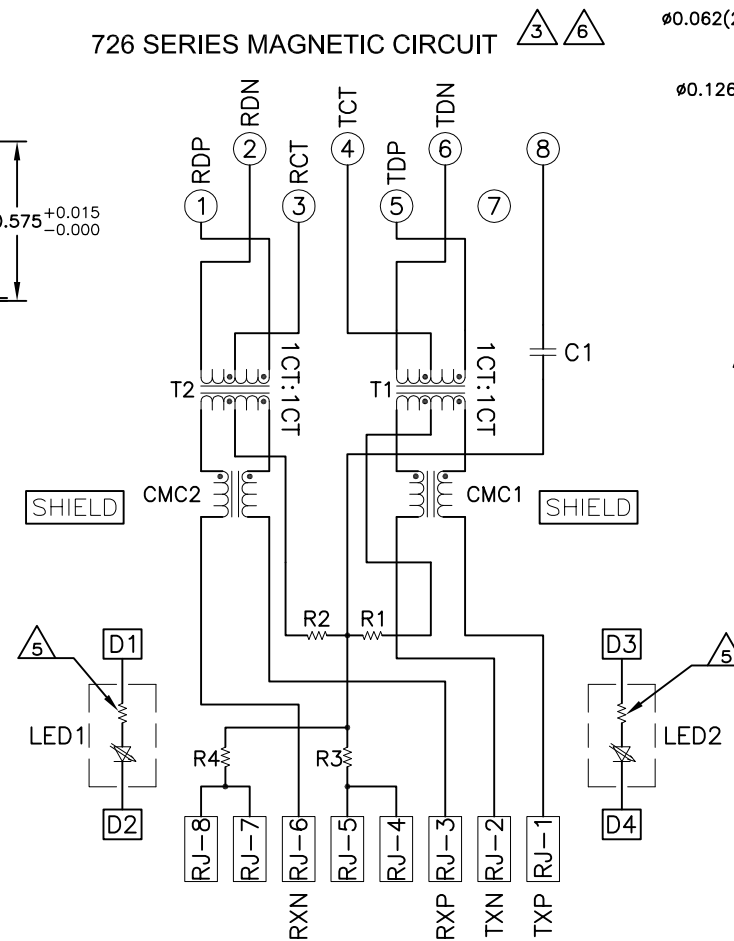 726 SERIES MAGNETIC CIRCUIT
3
6
ø0.062(2
ø0.126
RDP
RDN
RCT
TCT
TDP
TDN
1
2
3
4
5
6
7
8
0.575 +0.015
−0.000
C1
T2
1CT:1CT
T1
1CT:1CT
CMC2
CMC1
SHIELD
SHIELD
R2
R1
5
D1
D3
5
LED1
LED2
R4
R3
D2
D4
RJ-8
RJ-7
RJ-6
RJ-5
RJ-4
RJ-3
RJ-2
RJ-1
RXN
RXP
TXN
TXP